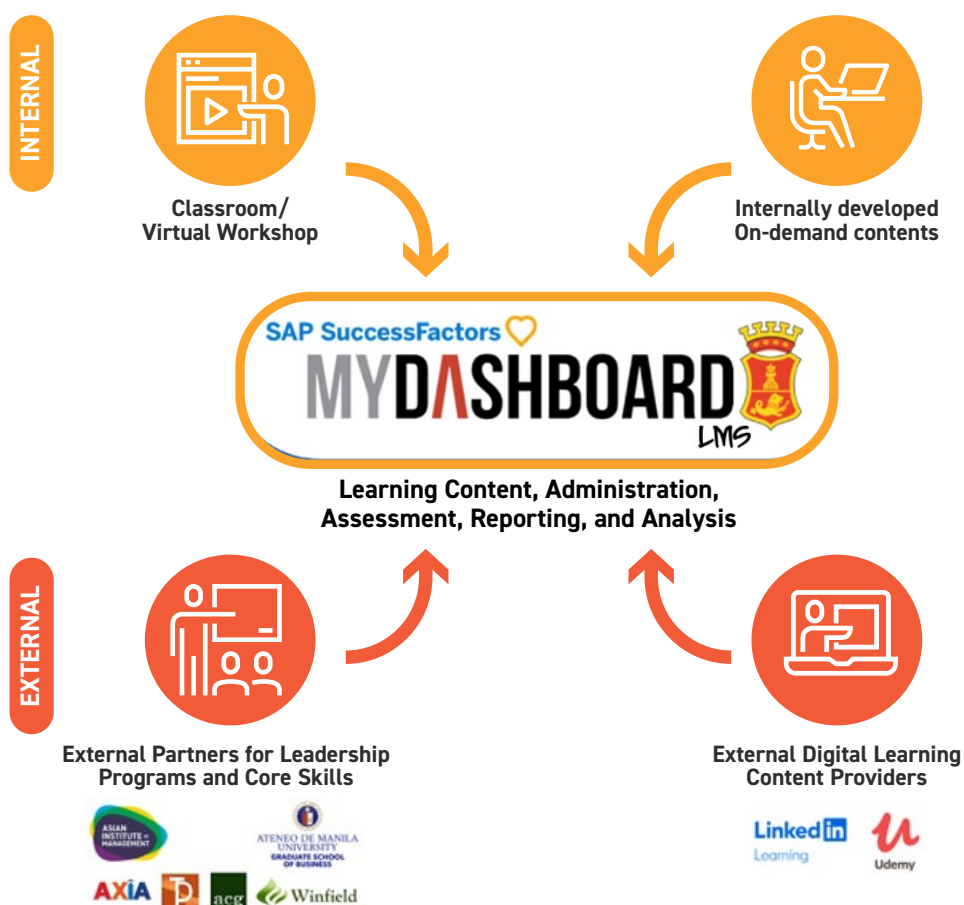 INTERNAL
Classroom/
Virtual Workshop
Internally developed
On-demand contents
SAP SuccessFactors
MYDASHBOARD
LMS
Learning Content, Administration,
Assessment, Reporting, and Analysis
EXTERNAL
External Partners for Leadership
Programs and Core Skills
ASIAN
INSTITUTE OF
MANAGEMENT
ATENEO DE MANILA
UNIVERSITY
GRADUATE SCHOOL
OF BUSINESS
AXIA
acg
Winfield
External Digital Learning
Content Providers
Linked in
Learning
Udemy